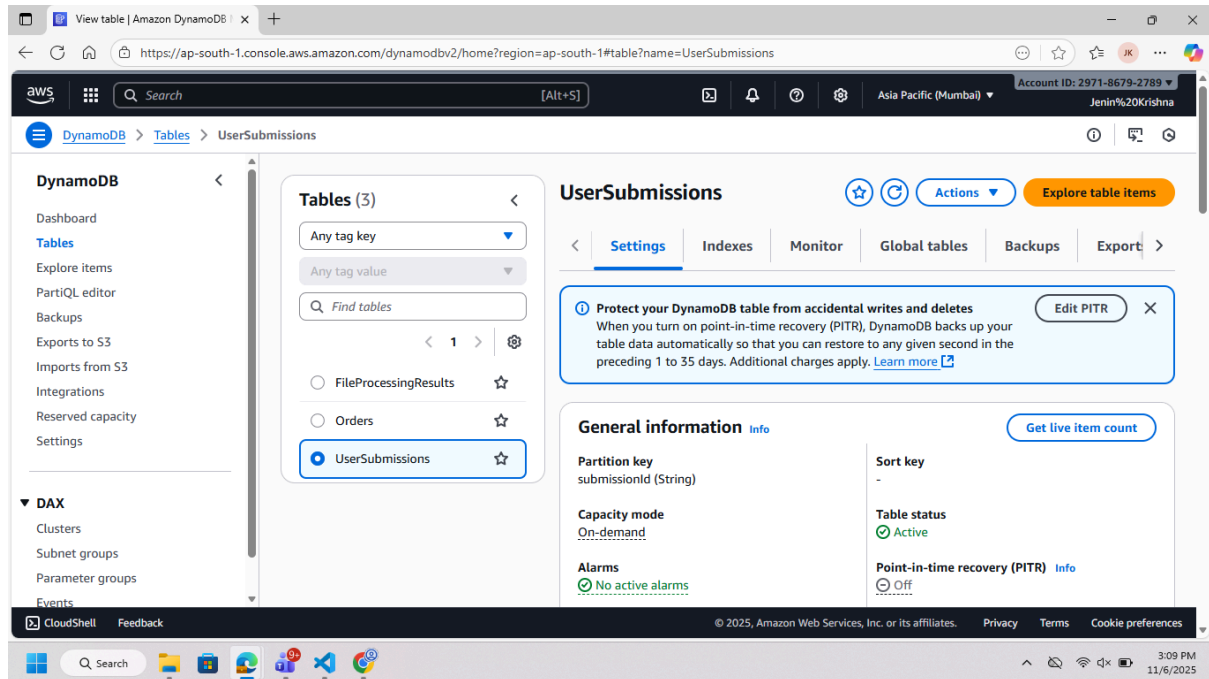 View table | Amazon DynamoDB
https://ap-south-1.console.aws.amazon.com/dynamodbv2/home?region=ap-south-1#table?name=UserSubmissions
JK
aws
Search
[Alt+S]
Asia Pacific (Mumbai)
Account ID: 2971-8679-2789
Jenin%20Krishna
DynamoDB > Tables > UserSubmissions
DynamoDB
Dashboard
Tables
Explore items
PartiQL editor
Backups
Exports to S3
Imports from S3
Integrations
Reserved capacity
Settings
DAX
Clusters
Subnet groups
Parameter groups
Events
Tables (3)
Any tag key
Any tag value
Find tables
1
FileProcessingResults
Orders
UserSubmissions
UserSubmissions
Actions
Explore table items
Settings
Indexes
Monitor
Global tables
Backups
Export
Protect your DynamoDB table from accidental writes and deletes
When you turn on point-in-time recovery (PITR), DynamoDB backs up your
table data automatically so that you can restore to any given second in the
preceding 1 to 35 days. Additional charges apply. Learn more
Edit PITR
General information Info
Get live item count
Partition key
submissionId (String)
Sort key
-
Capacity mode
On-demand
Table status
Active
Alarms
No active alarms
Point-in-time recovery (PITR) Info
Off
CloudShell
Feedback
© 2025, Amazon Web Services, Inc. or its affiliates.
Privacy
Terms
Cookie preferences
Search
9+
3:09 PM
11/6/2025